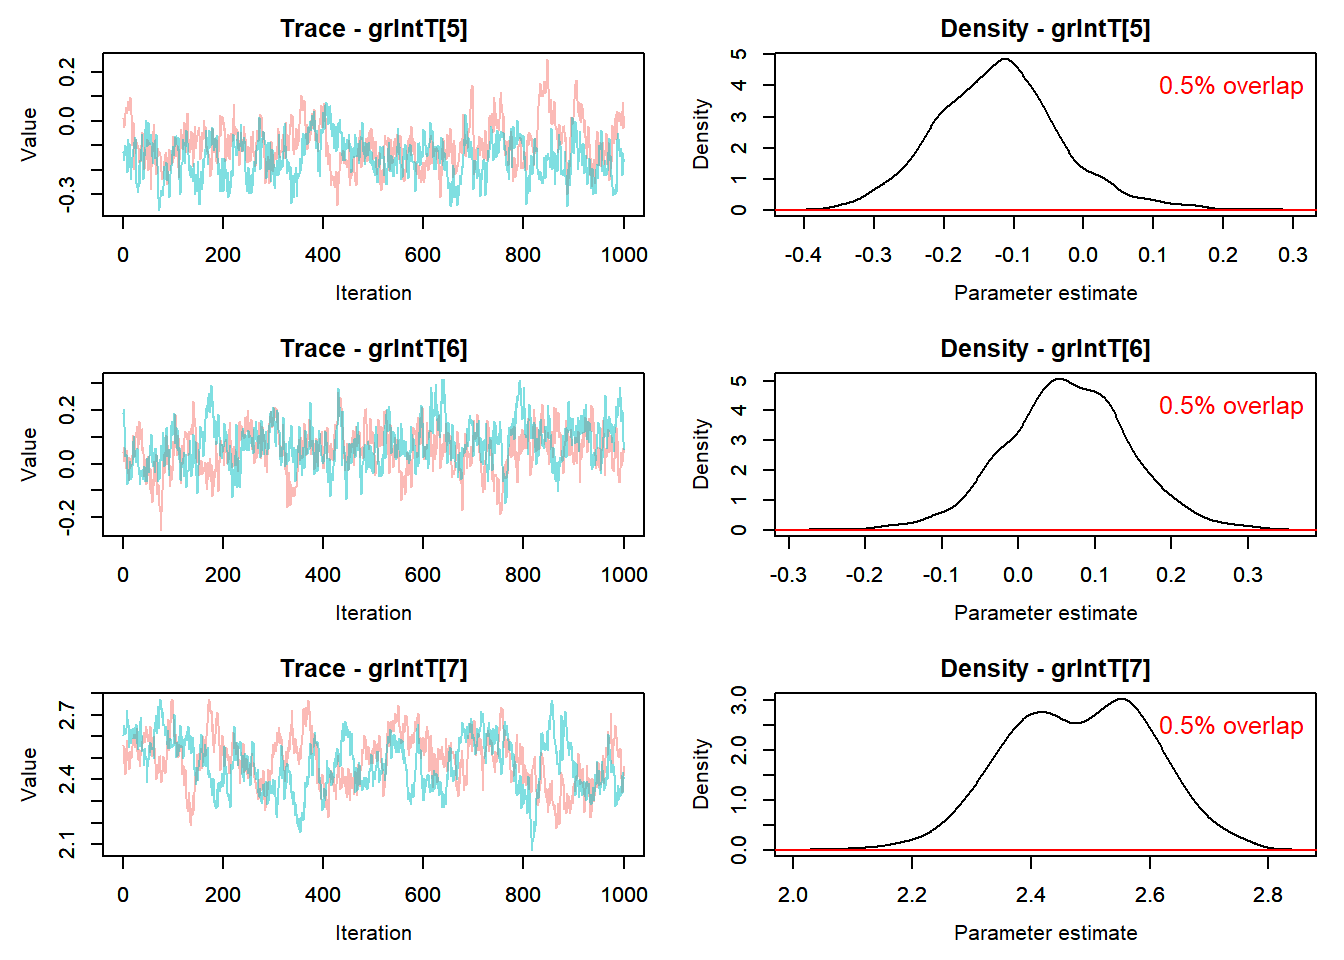 Trace - grIntT[5]
Value
-0.3 0.0 0.2
0 200 400 600 800 1000
Iteration
Density - grIntT[5]
0.5% overlap
Density
0 1 2 3 4 5
-0.4 -0.3 -0.2 -0.1 0.0 0.1 0.2 0.3
Parameter estimate
Trace - grIntT[6]
Value
-0.2 0.0 0.2
0 200 400 600 800 1000
Iteration
Density - grIntT[6]
0.5% overlap
Density
0 1 2 3 4 5
-0.3 -0.2 -0.1 0.0 0.1 0.2 0.3
Parameter estimate
Trace - grIntT[7]
Value
2.1 2.4 2.7
0 200 400 600 800 1000
Iteration
Density - grIntT[7]
0.5% overlap
Density
0.0 1.0 2.0 3.0
2.0 2.2 2.4 2.6 2.8
Parameter estimate